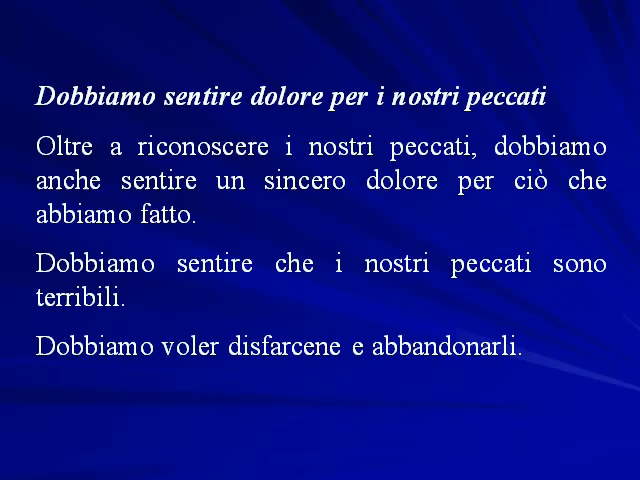 Dobbiamo sentire dolore per i nostri peccati
Oltre a riconoscere i nostri peccati, dobbiamo
anche sentire un sincero dolore per ciò che
abbiamo fatto.
Dobbiamo sentire che i nostri peccati sono
terribili.
Dobbiamo voler disfarcene e abbandonarli.